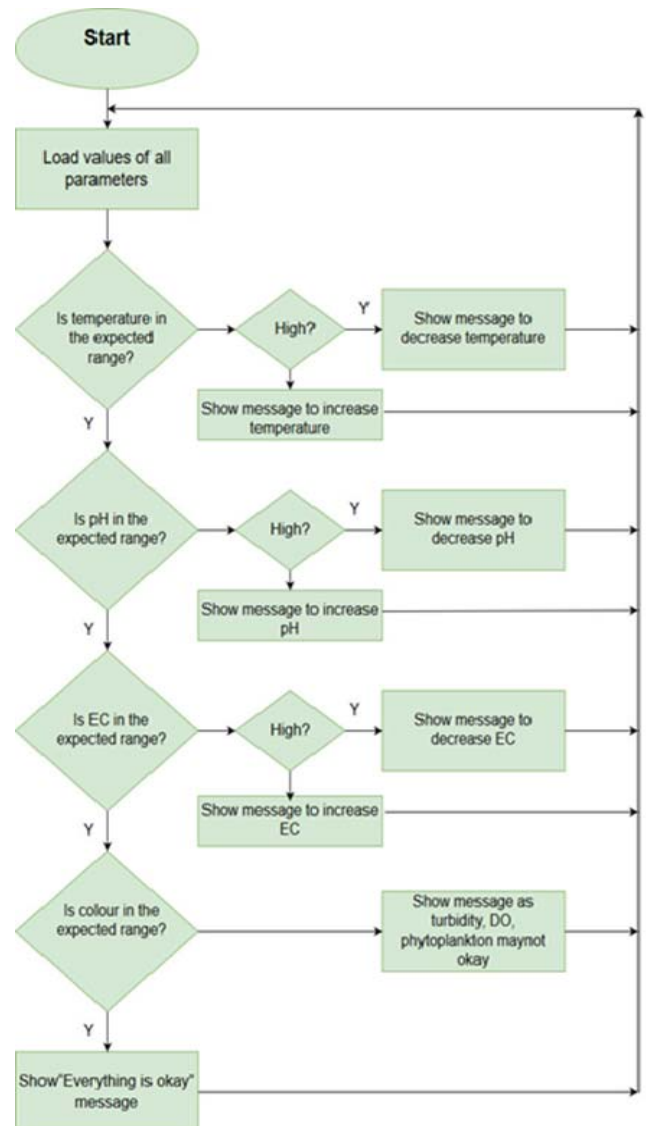 Start
Load values of all
parameters
Is temperature in
the expected
range?
High?
Y
Show message to
decrease temperature
Show message to increase
temperature
Y
Is pH in the
expected range?
High?
Y
Show message to
decrease pH
Show message to increase
pH
Y
Is EC in the
expected range?
High?
Y
Show message to
decrease EC
Show message to increase
EC
Y
Is colour in the
expected range?
Show message as
turbidity, DO,
phytoplankton maynot
okay
Y
Show"Everything is okay"
message